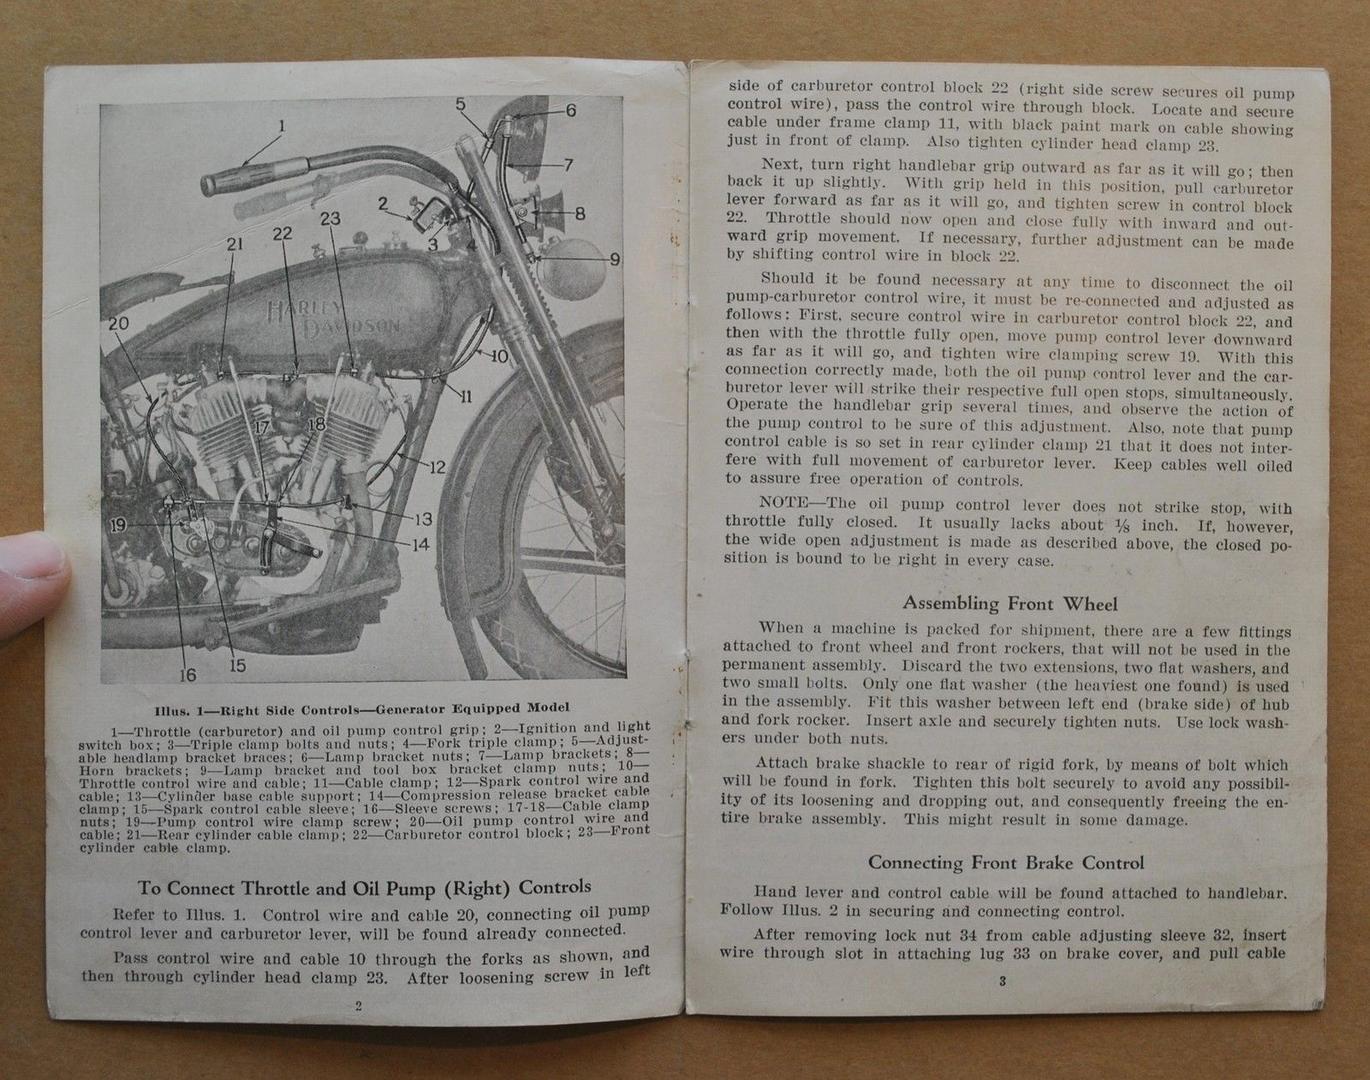 1
5
6
7
2
3
4
8
9
21
22
23
HARLEY
DAVIDSON
20
10
11
17
18
12
19
13
14
16
15
Illus. 1—Right Side Controls—Generator Equipped Model
1—Throttle (carburetor) and oil pump control grip; 2—Ignition and light
switch box; 3—Triple clamp bolts and nuts; 4—Fork triple clamp; 5—Adjust-
able headlamp bracket braces; 6—Lamp bracket nuts; 7—Lamp brackets; 8—
Horn brackets; 9—Lamp bracket and tool box bracket clamp nuts; 10—
Throttle control wire and cable; 11—Cable clamp; 12—Spark control wire and
cable; 13—Cylinder base cable support; 14—Compression release bracket cable
clamp; 15—Spark control cable sleeve; 16—Sleeve screws; 17-18—Cable clamp
nuts; 19—Pump control wire clamp screw; 20—Oil pump control wire and
cable; 21—Rear cylinder cable clamp; 22—Carburetor control block; 23—Front
cylinder cable clamp.
To Connect Throttle and Oil Pump (Right) Controls
Refer to Illus. 1. Control wire and cable 20, connecting oil pump
control lever and carburetor lever, will be found already connected.
Pass control wire and cable 10 through the forks as shown, and
then through cylinder head clamp 23. After loosening screw in left
2
side of carburetor control block 22 (right side screw secures oil pump
control wire), pass the control wire through block. Locate and secure
cable under frame clamp 11, with black paint mark on cable showing
just in front of clamp. Also tighten cylinder head clamp 23.
Next, turn right handlebar grip outward as far as it will go; then
back it up slightly. With grip held in this position, pull carburetor
lever forward as far as it will go, and tighten screw in control block
22. Throttle should now open and close fully with inward and out-
ward grip movement. If necessary, further adjustment can be made
by shifting control wire in block 22.
Should it be found necessary at any time to disconnect the oil
pump-carburetor control wire, it must be re-connected and adjusted as
follows: First, secure control wire in carburetor control block 22, and
then with the throttle fully open, move pump control lever downward
as far as it will go, and tighten wire clamping screw 19. With this
connection correctly made, both the oil pump control lever and the car-
buretor lever will strike their respective full open stops, simultaneously.
Operate the handlebar grip several times, and observe the action of
the pump control to be sure of this adjustment. Also, note that pump
control cable is so set in rear cylinder clamp 21 that it does not inter-
fere with full movement of carburetor lever. Keep cables well oiled
to assure free operation of controls.
NOTE—The oil pump control lever does not strike stop, with
throttle fully closed. It usually lacks about ⅛ inch. If, however,
the wide open adjustment is made as described above, the closed po-
sition is bound to be right in every case.
Assembling Front Wheel
When a machine is packed for shipment, there are a few fittings
attached to front wheel and front rockers, that will not be used in the
permanent assembly. Discard the two extensions, two flat washers, and
two small bolts. Only one flat washer (the heaviest one found) is used
in the assembly. Fit this washer between left end (brake side) of hub
and fork rocker. Insert axle and securely tighten nuts. Use lock wash-
ers under both nuts.
Attach brake shackle to rear of rigid fork, by means of bolt which
will be found in fork. Tighten this bolt securely to avoid any possibil-
ity of its loosening and dropping out, and consequently freeing the en-
tire brake assembly. This might result in some damage.
Connecting Front Brake Control
Hand lever and control cable will be found attached to handlebar.
Follow Illus. 2 in securing and connecting control.
After removing lock nut 34 from cable adjusting sleeve 32, insert
wire through slot in attaching lug 33 on brake cover, and pull cable
3